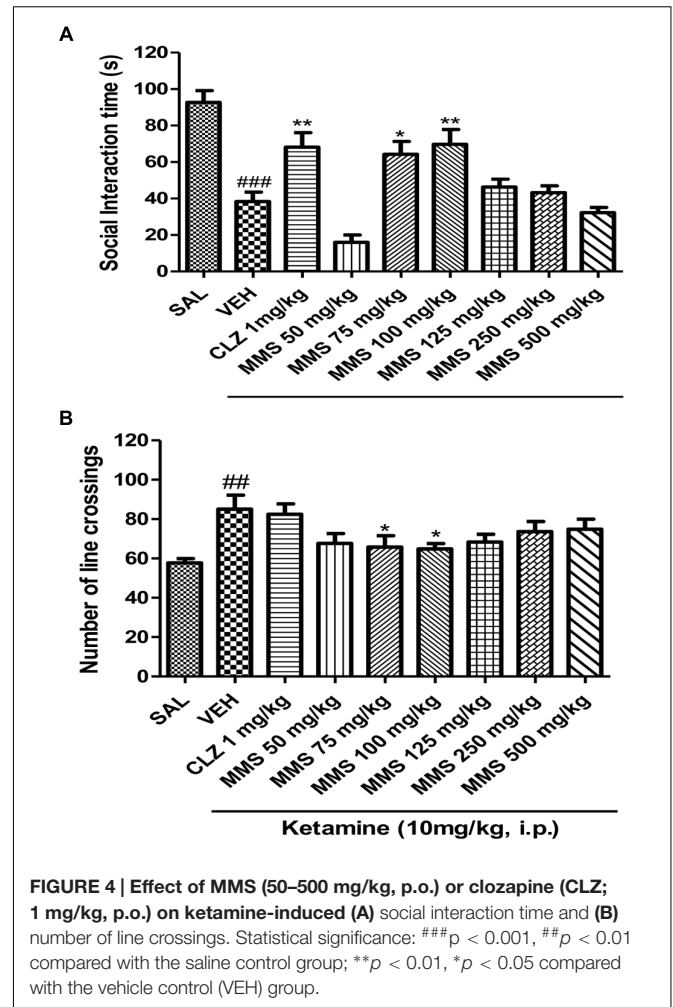 A
120
100
80
60
40
20
0
Social Interaction time (s)
###
**
*
**
SAL
VEH
CLZ 1mg/kg
MMS 50 mg/kg
MMS 75 mg/kg
MMS 100 mg/kg
MMS 125 mg/kg
MMS 250 mg/kg
MMS 500 mg/kg
B
120
100
80
60
40
20
0
Number of line crossings
##
*
*
SAL
VEH
CLZ 1 mg/kg
MMS 50 mg/kg
MMS 75 mg/kg
MMS 100 mg/kg
MMS 125 mg/kg
MMS 250 mg/kg
MMS 500 mg/kg
Ketamine (10mg/kg, i.p.)
FIGURE 4 | Effect of MMS (50–500 mg/kg, p.o.) or clozapine (CLZ;
1 mg/kg, p.o.) on ketamine-induced (A) social interaction time and (B)
number of line crossings. Statistical significance: ###p < 0.001, ##p < 0.01
compared with the saline control group; **p < 0.01, *p < 0.05 compared
with the vehicle control (VEH) group.